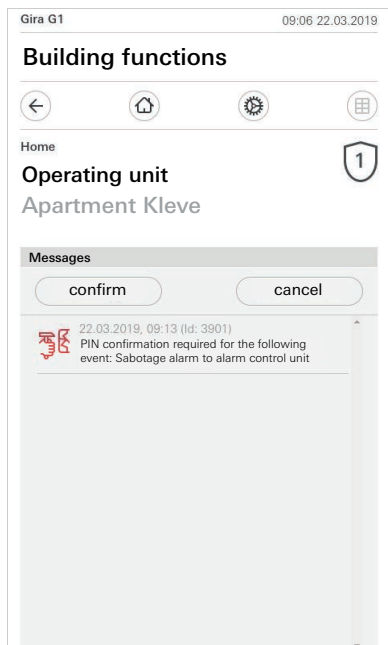 Gira G1
09:06 22.03.2019
Building functions
Home
1
Operating unit
Apartment Kleve
Messages
confirm
cancel
22.03.2019, 09:13 (Id: 3901)
PIN confirmation required for the following
event: Sabotage alarm to alarm control unit